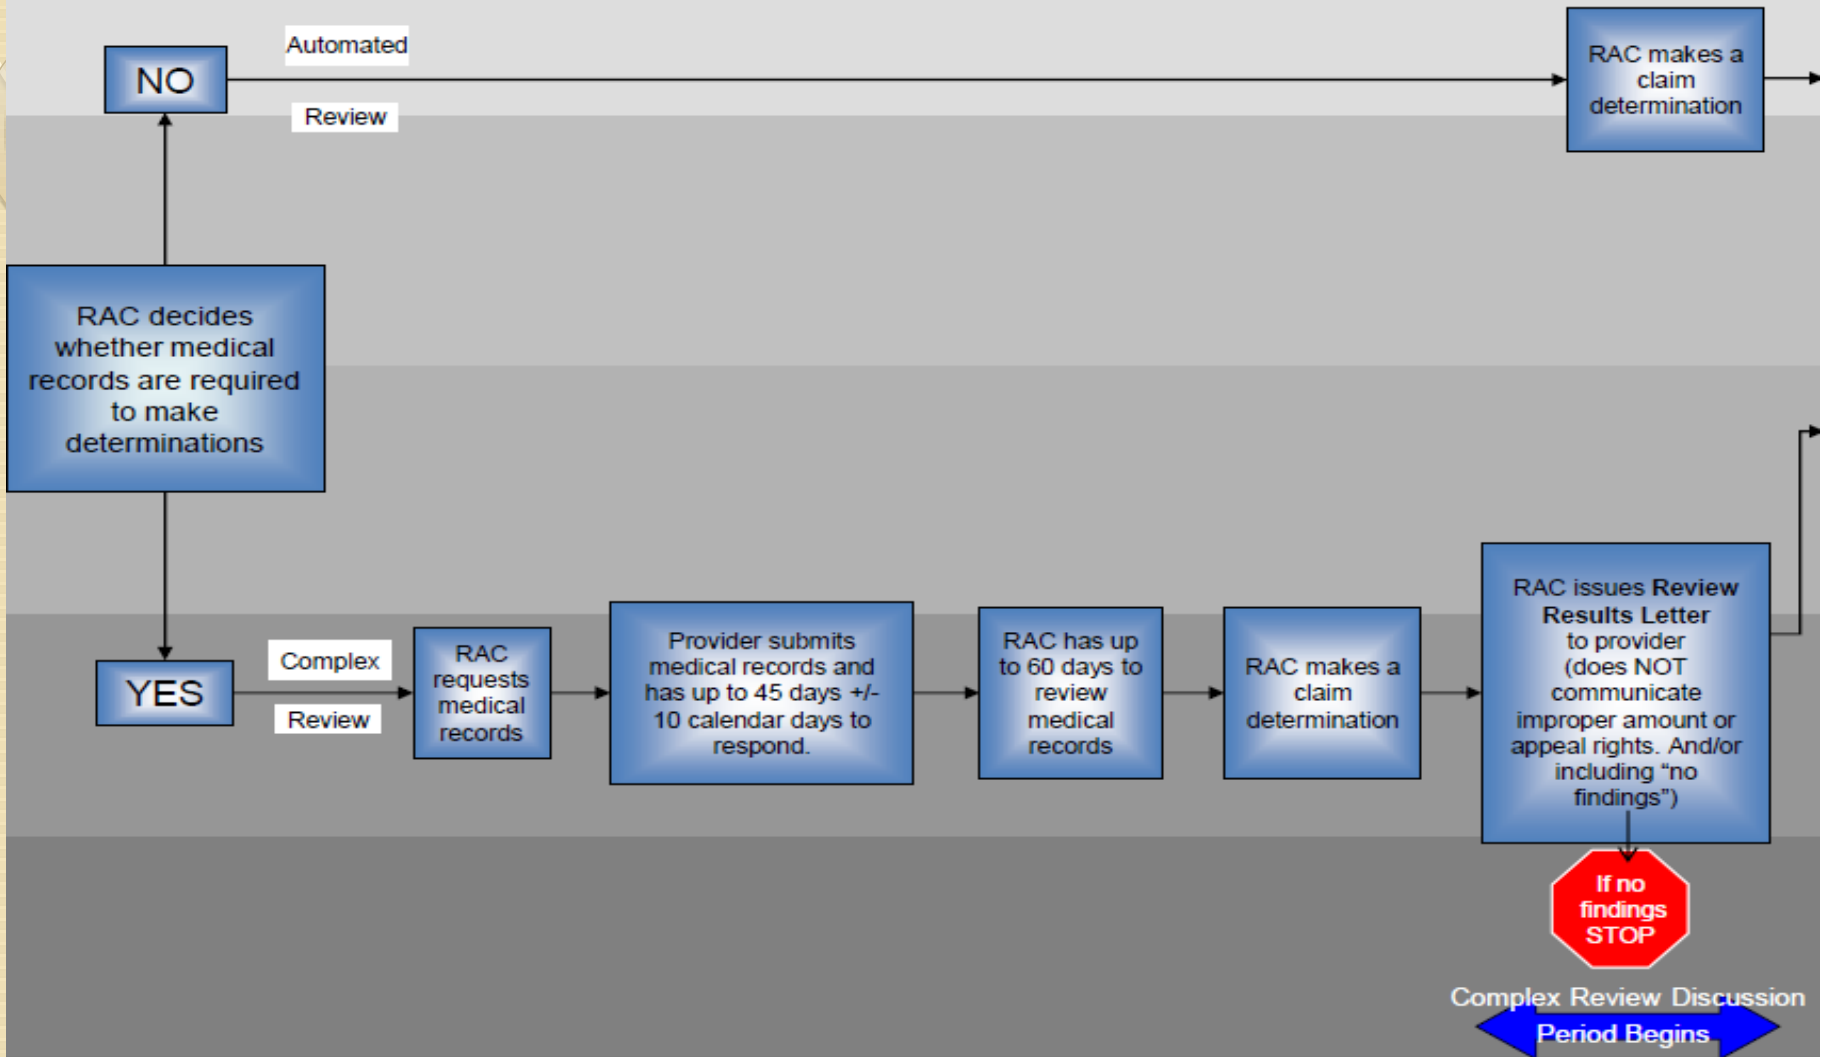 Automated
NO
Review
RAC makes a
claim
determination
RAC decides
whether medical
records are required
to make
determinations
YES
Complex
Review
RAC
requests
medical
records
Provider submits
medical records and
has up to 45 days +/-
10 calendar days to
respond.
RAC has up
to 60 days to
review
medical
records
RAC makes a
claim
determination
RAC issues Review
Results Letter
to provider
(does NOT
communicate
improper amount or
appeal rights. And/or
including “no
findings”)
If no
findings
STOP
Complex Review Discussion
Period Begins